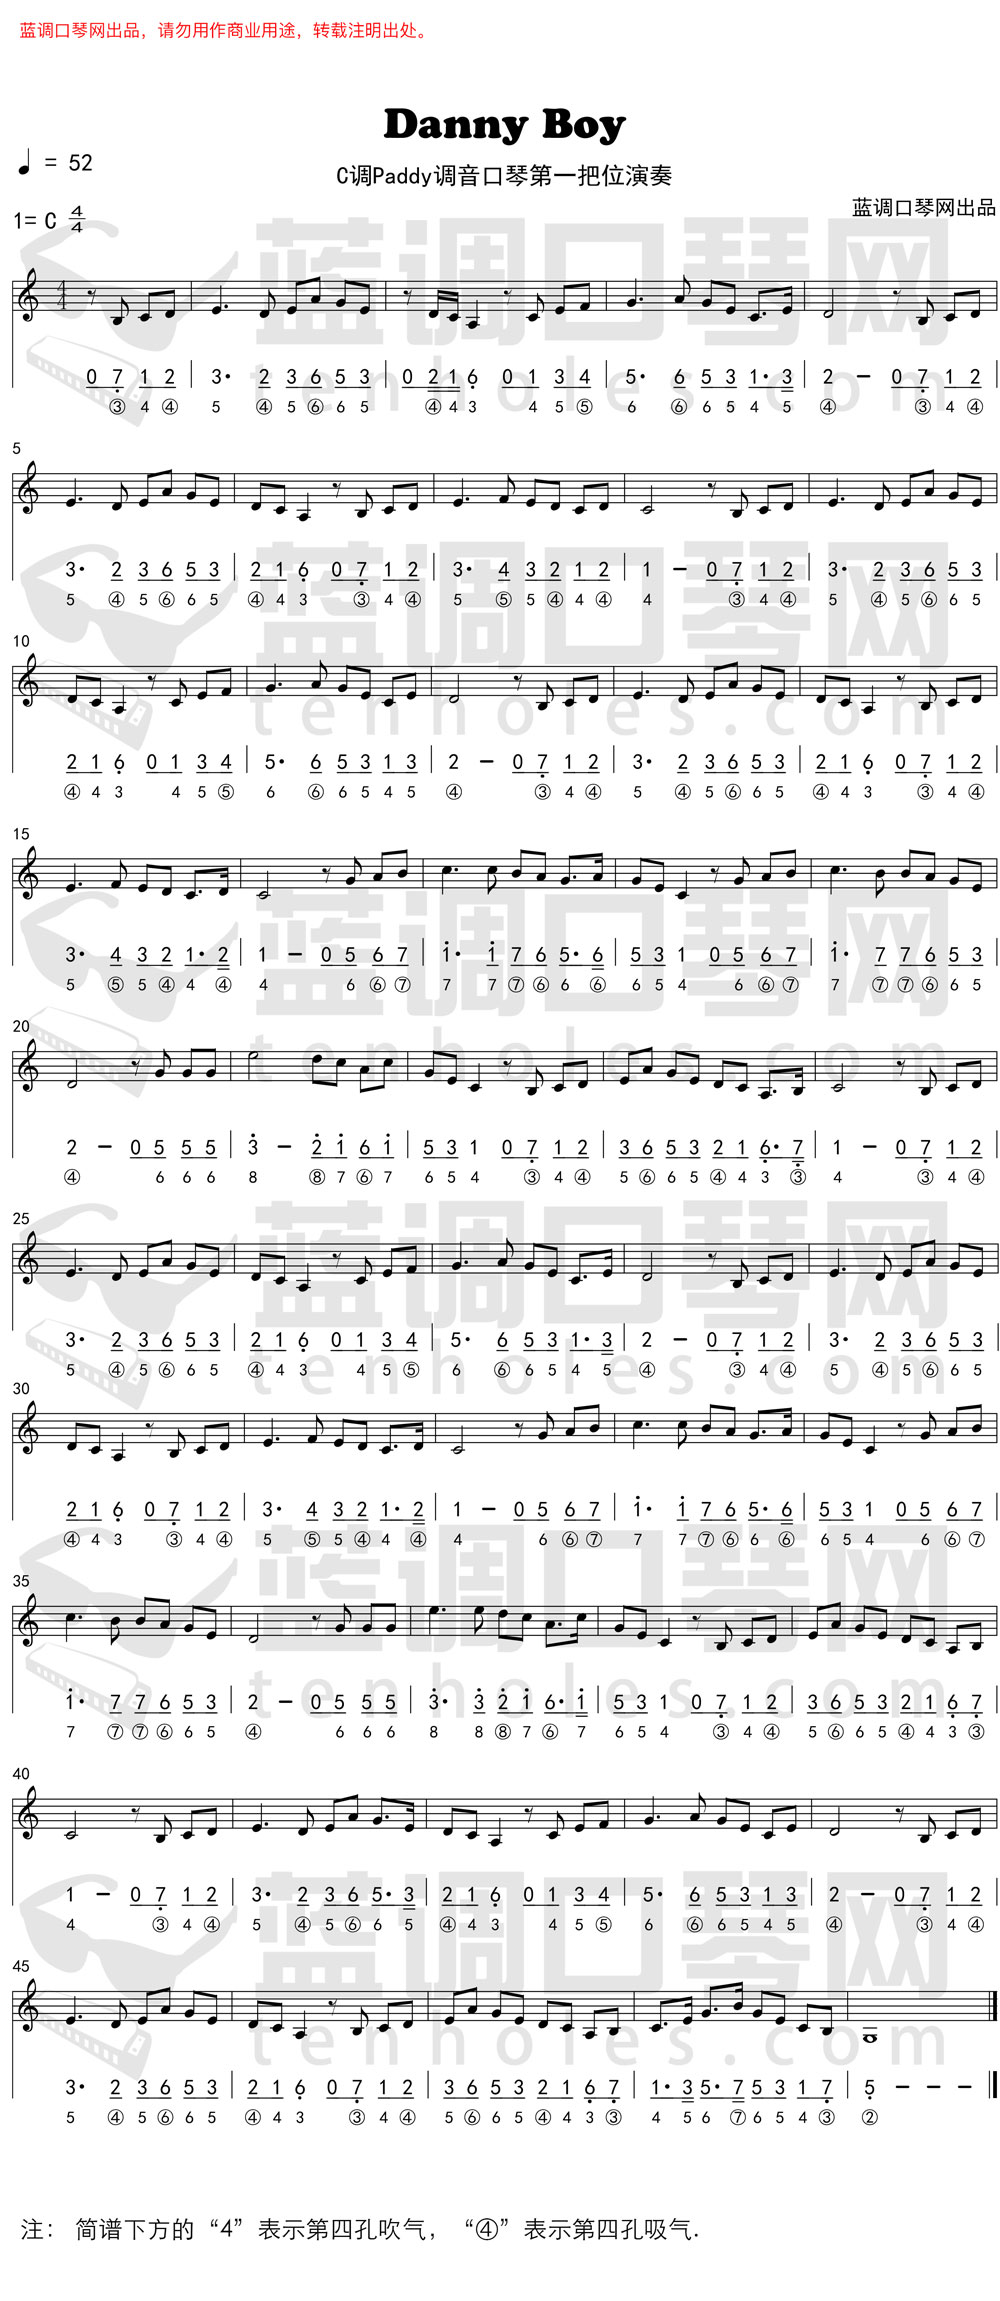 蓝调口琴网出品，请勿用作商业用途，转载注明出处。
Danny Boy
♩ = 52
C调Paddy调音口琴第一把位演奏
蓝调口琴网出品
1= C 4/4
0 7̣ 1 2 | 3· 2 3 6 5 3 | 0 2 1 6̣ 0 1 3 4 | 5· 6 5 3 1· 3 | 2 − 0 7̣ 1 2 |
③ 4 ④ 5 ④ 5 ⑥ 6 5 ④ 4 3 4 5 ⑤ 6 ⑥ 6 5 4 5 ④ ③ 4 ④
5
3· 2 3 6 5 3 | 2 1 6̣ 0 7̣ 1 2 | 3· 4 3 2 1 2 | 1 − 0 7̣ 1 2 | 3· 2 3 6 5 3 |
5 ④ 5 ⑥ 6 5 ④ 4 3 ③ 4 ④ 5 ⑤ 5 ④ 4 ④ 4 ③ 4 ④ 5 ④ 5 ⑥ 6 5
10
2 1 6̣ 0 1 3 4 | 5· 6 5 3 1 3 | 2 − 0 7̣ 1 2 | 3· 2 3 6 5 3 | 2 1 6̣ 0 7̣ 1 2 |
④ 4 3 4 5 ⑤ 6 ⑥ 6 5 4 5 ④ ③ 4 ④ 5 ④ 5 ⑥ 6 5 ④ 4 3 ③ 4 ④
15
3· 4 3 2 1· 2 | 1 − 0 5 6 7 | 1̇· 1̇ 7 6 5· 6 | 5 3 1 0 5 6 7 | 1̇· 7 7 6 5 3 |
5 ⑤ 5 ④ 4 ④ 4 6 ⑥ ⑦ 7 7 ⑦ ⑥ 6 ⑥ 6 5 4 6 ⑥ ⑦ 7 ⑦ ⑦ ⑥ 6 5
20
2 − 0 5 5 5 | 3̇ − 2̇ 1̇ 6 1̇ | 5 3 1 0 7̣ 1 2 | 3 6 5 3 2 1 6̣· 7̣ | 1 − 0 7̣ 1 2 |
④ 6 6 6 8 ⑧ 7 ⑥ 7 6 5 4 ③ 4 ④ 5 ⑥ 6 5 ④ 4 3 ③ 4 ③ 4 ④
25
3· 2 3 6 5 3 | 2 1 6̣ 0 1 3 4 | 5· 6 5 3 1· 3 | 2 − 0 7̣ 1 2 | 3· 2 3 6 5 3 |
5 ④ 5 ⑥ 6 5 ④ 4 3 4 5 ⑤ 6 ⑥ 6 5 4 5 ④ ③ 4 ④ 5 ④ 5 ⑥ 6 5
30
2 1 6̣ 0 7̣ 1 2 | 3· 4 3 2 1· 2 | 1 − 0 5 6 7 | 1̇· 1̇ 7 6 5· 6 | 5 3 1 0 5 6 7 |
④ 4 3 ③ 4 ④ 5 ⑤ 5 ④ 4 ④ 4 6 ⑥ ⑦ 7 7 ⑦ ⑥ 6 ⑥ 6 5 4 6 ⑥ ⑦
35
1̇· 7 7 6 5 3 | 2 − 0 5 5 5 | 3̇· 3̇ 2̇ 1̇ 6· 1̇ | 5 3 1 0 7̣ 1 2 | 3 6 5 3 2 1 6̣ 7̣ |
7 ⑦ ⑦ ⑥ 6 5 ④ 6 6 6 8 8 ⑧ 7 ⑥ 7 6 5 4 ③ 4 ④ 5 ⑥ 6 5 ④ 4 3 ③
40
1 − 0 7̣ 1 2 | 3· 2 3 6 5· 3 | 2 1 6̣ 0 1 3 4 | 5· 6 5 3 1 3 | 2 − 0 7̣ 1 2 |
4 ③ 4 ④ 5 ④ 5 ⑥ 6 5 ④ 4 3 4 5 ⑤ 6 ⑥ 6 5 4 5 ④ ③ 4 ④
45
3· 2 3 6 5 3 | 2 1 6̣ 0 7̣ 1 2 | 3 6 5 3 2 1 6̣ 7̣ | 1· 3 5· 7 5 3 1 7̣ | 5̣ − − − ‖
5 ④ 5 ⑥ 6 5 ④ 4 3 ③ 4 ④ 5 ⑥ 6 5 ④ 4 3 ③ 4 5 6 ⑦ 6 5 4 ③ ②
注： 简谱下方的“4”表示第四孔吹气，“④”表示第四孔吸气.
蓝调口琴网
tenholes.com